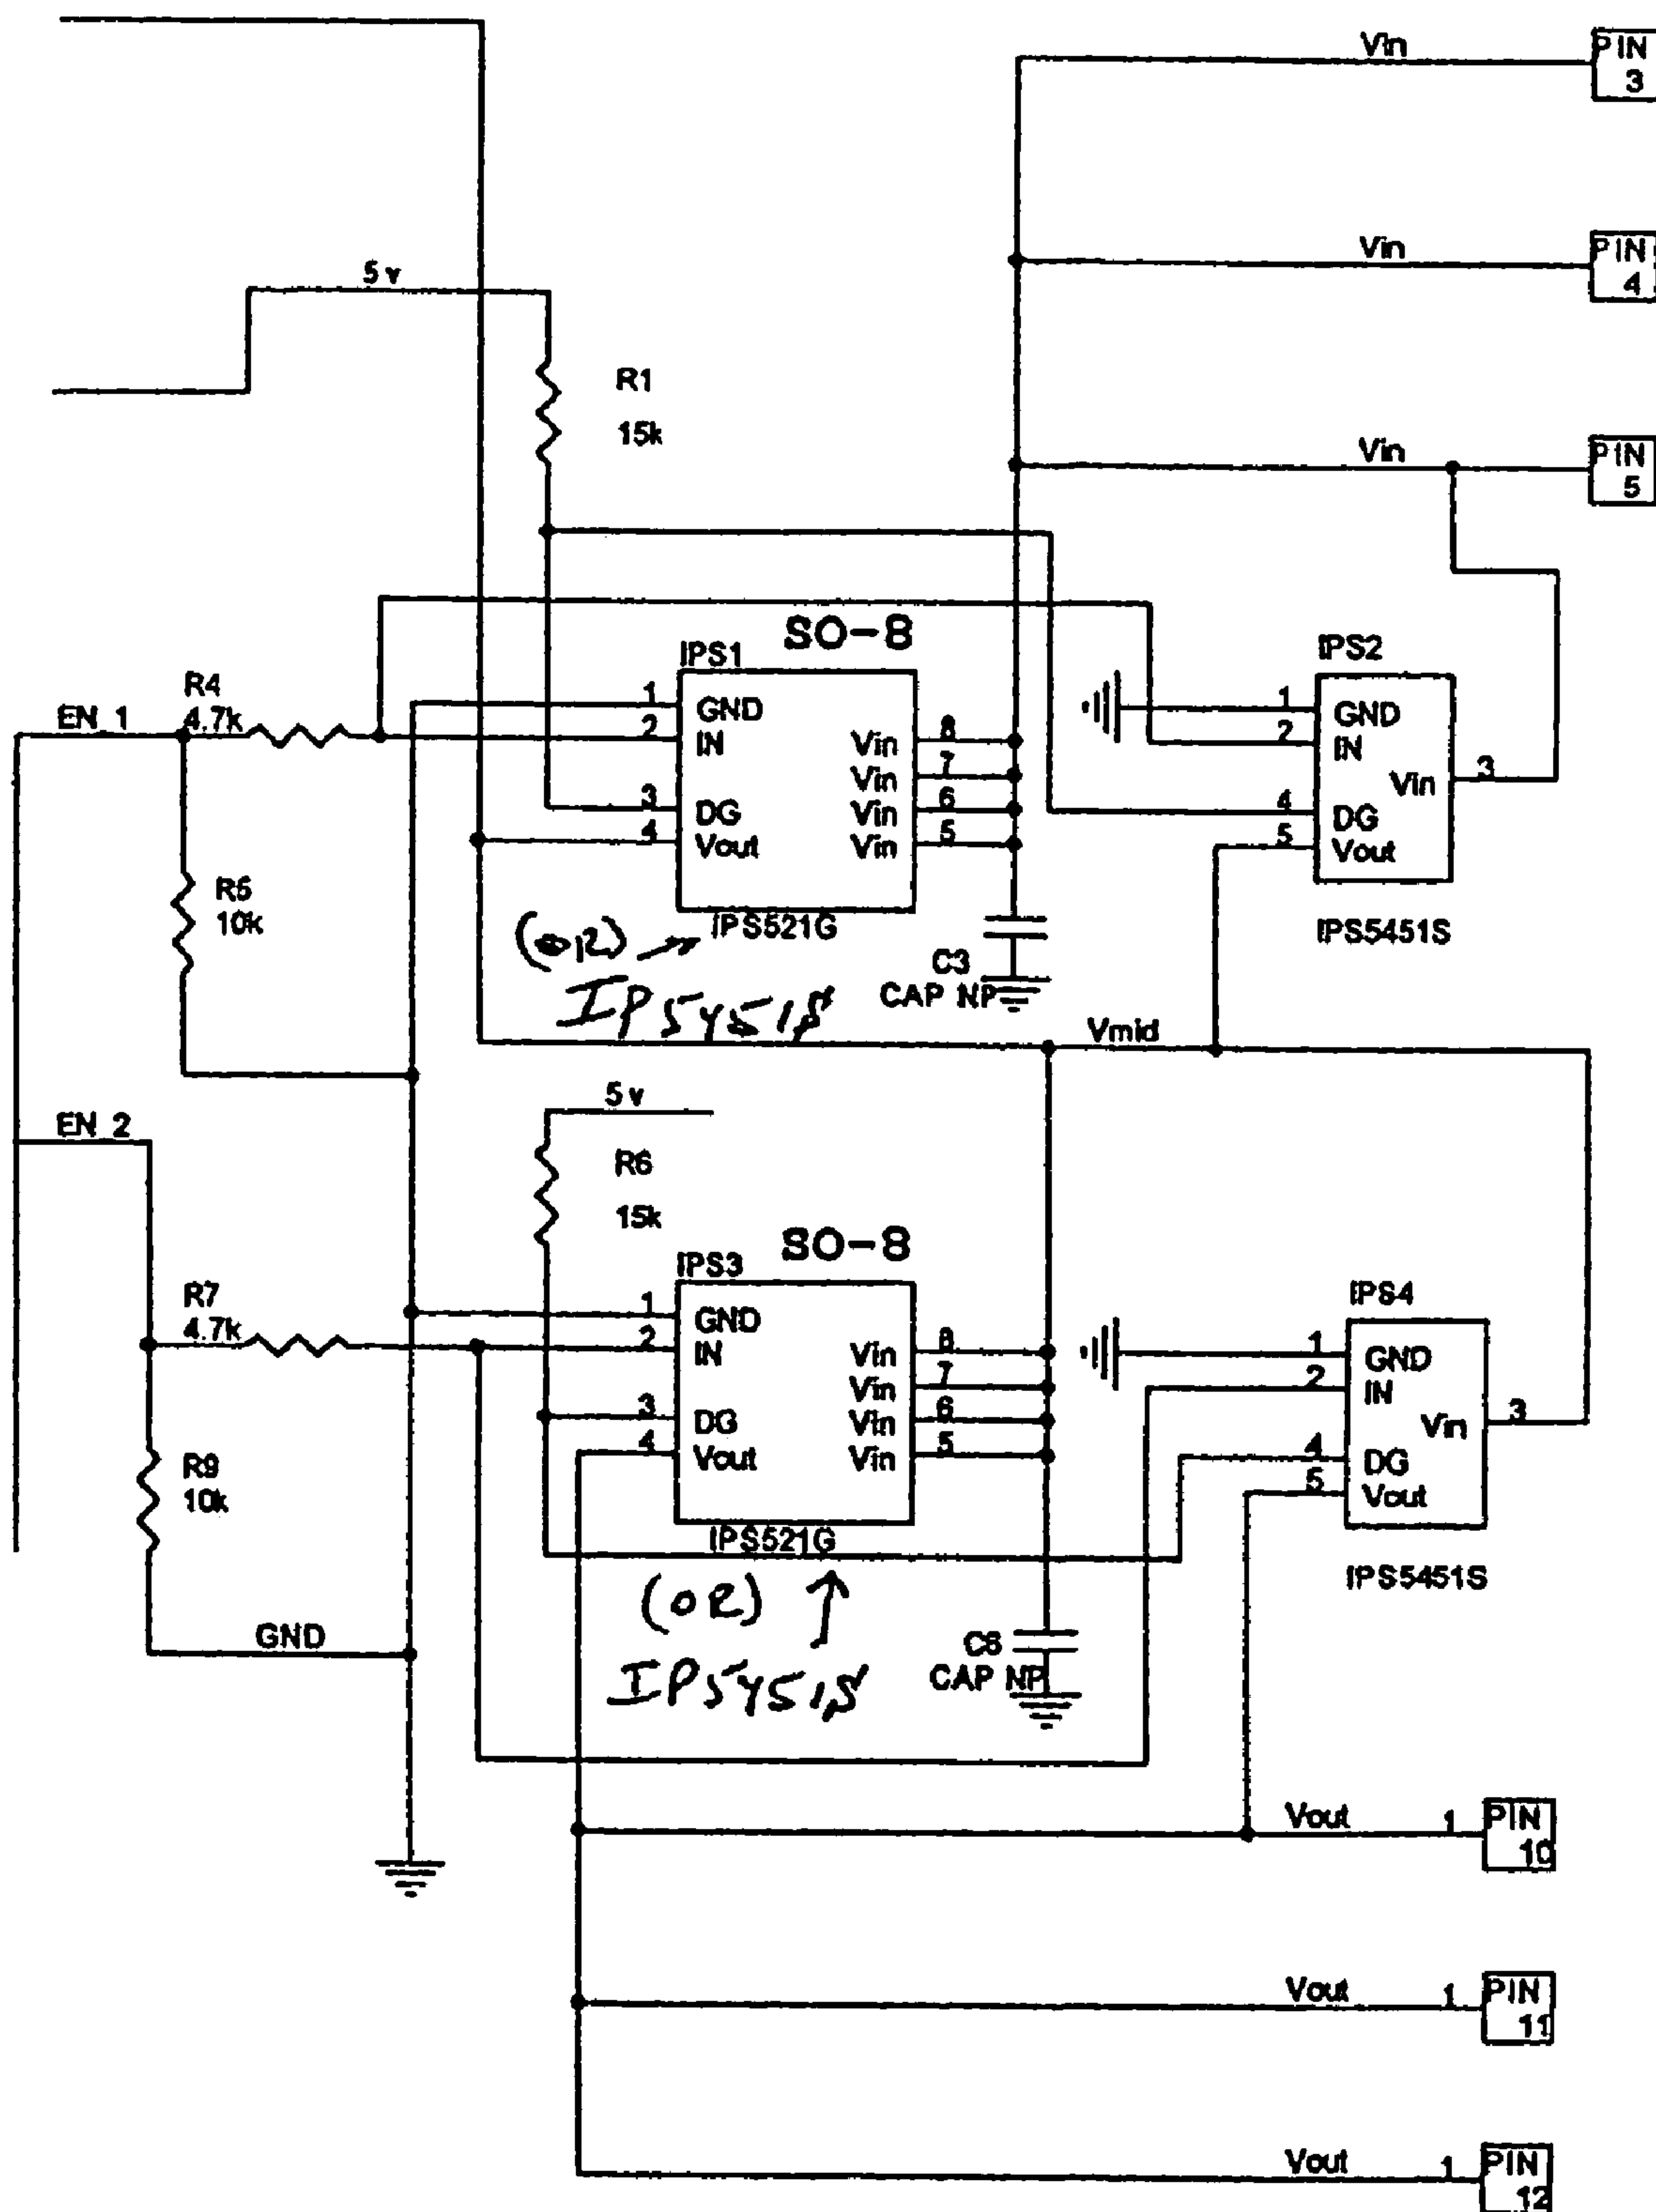 Vin
PIN
3
Vin
PIN
4
5 v
R1
15k
Vin
PIN
5
SO-8
IPS1
IPS2
R4
4.7k
EN 1
1
GND
2
IN
3
DG
4
Vout
Vin
8
Vin
7
Vin
6
Vin
5
1
GND
2
IN
Vin
3
4
DG
5
Vout
R5
10k
IPS521G
IPS5451S
(OR)
IPS5451S
C3
CAP NP
Vmid
5 v
EN 2
R6
15k
SO-8
IPS3
IPS4
R7
4.7k
1
GND
2
IN
3
DG
4
Vout
Vin
8
Vin
7
Vin
6
Vin
5
1
GND
2
IN
Vin
3
4
DG
5
Vout
R9
10k
IPS521G
IPS5451S
(OR)
IPS5451S
GND
C6
CAP NP
Vout
1
PIN
10
Vout
1
PIN
11
Vout
1
PIN
12